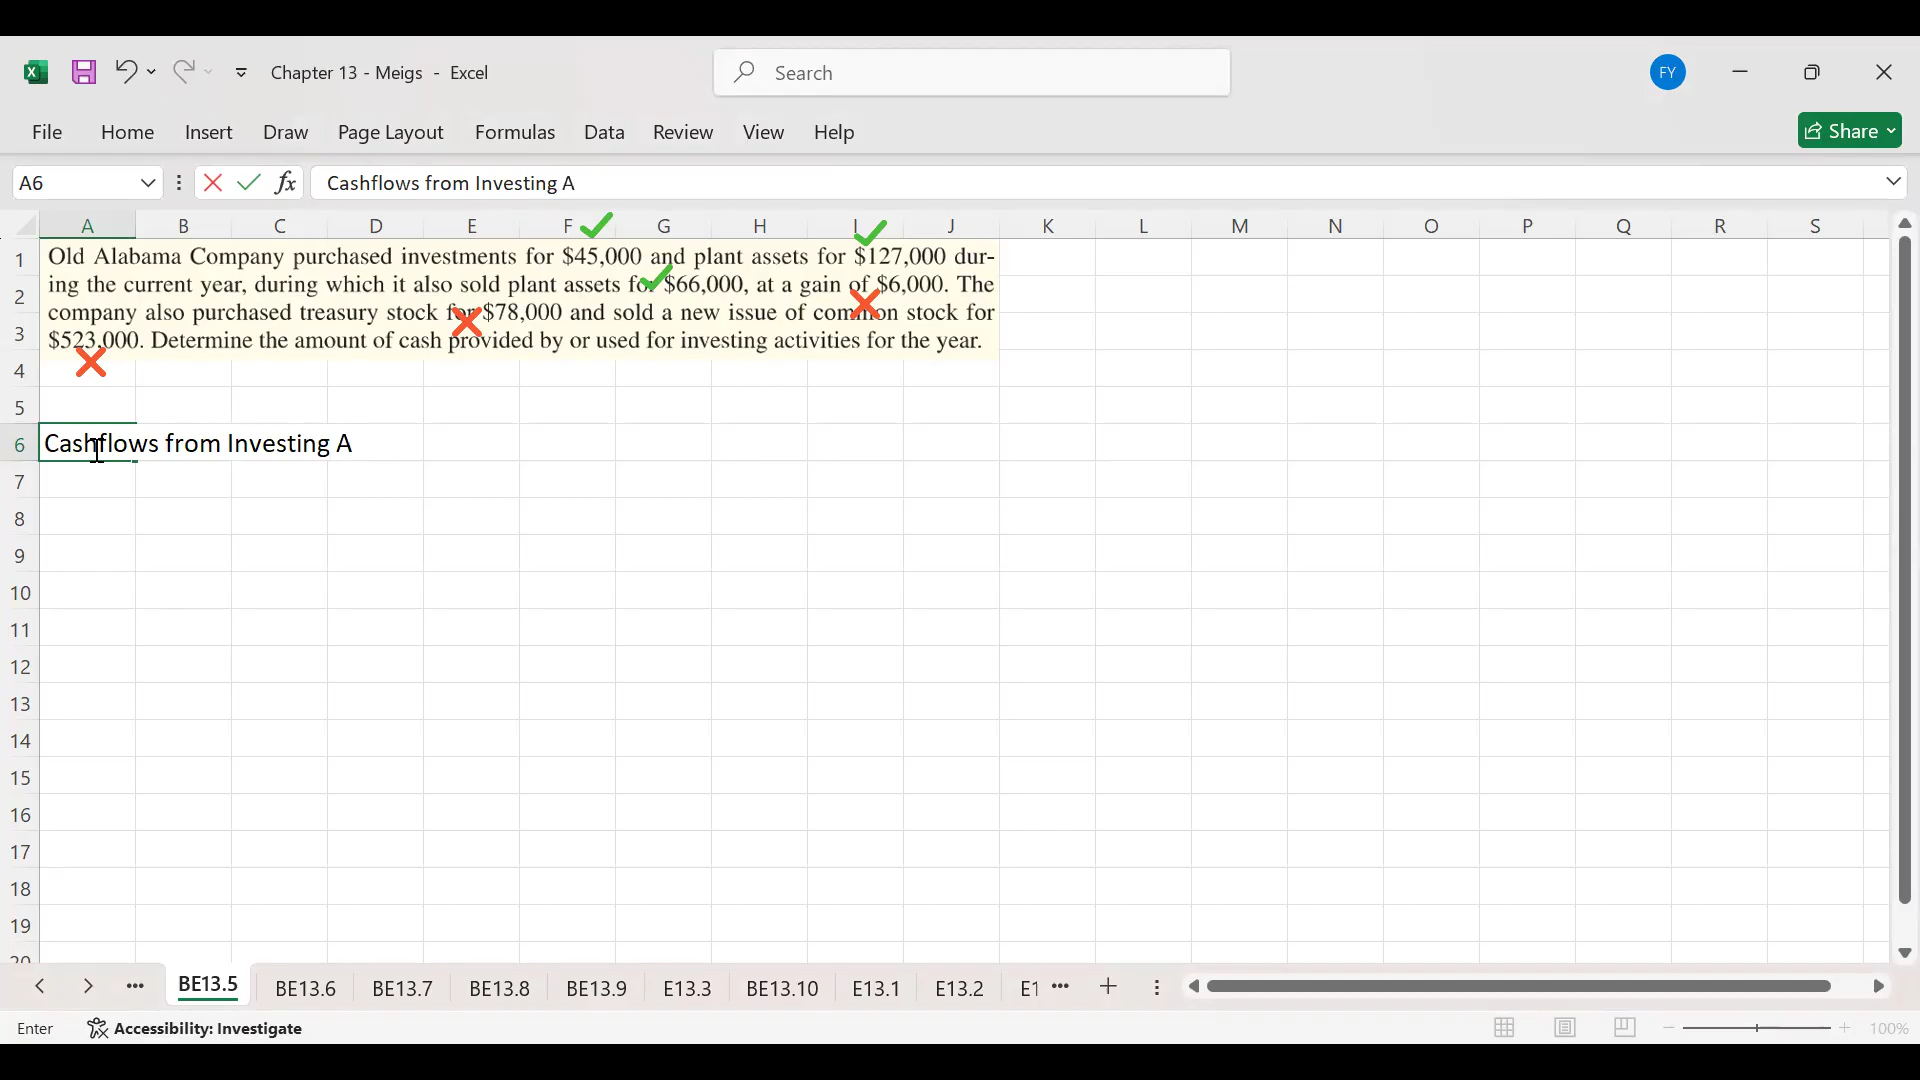 Chapter 13 - Meigs - Excel
Search
FY
File Home Insert Draw Page Layout Formulas Data Review View Help
Share
A6
fx
Cashflows from Investing A
A B C D E F G H I J K L M N O P Q R S
1
2
3
4
5
6
7
8
9
10
11
12
13
14
15
16
17
18
19
20
Old Alabama Company purchased investments for $45,000 and plant assets for $127,000 dur-
ing the current year, during which it also sold plant assets for $66,000, at a gain of $6,000. The
company also purchased treasury stock for $78,000 and sold a new issue of common stock for
$523,000. Determine the amount of cash provided by or used for investing activities for the year.
Cashflows from Investing A
BE13.5 BE13.6 BE13.7 BE13.8 BE13.9 E13.3 BE13.10 E13.1 E13.2 E1
Enter
Accessibility: Investigate
100%